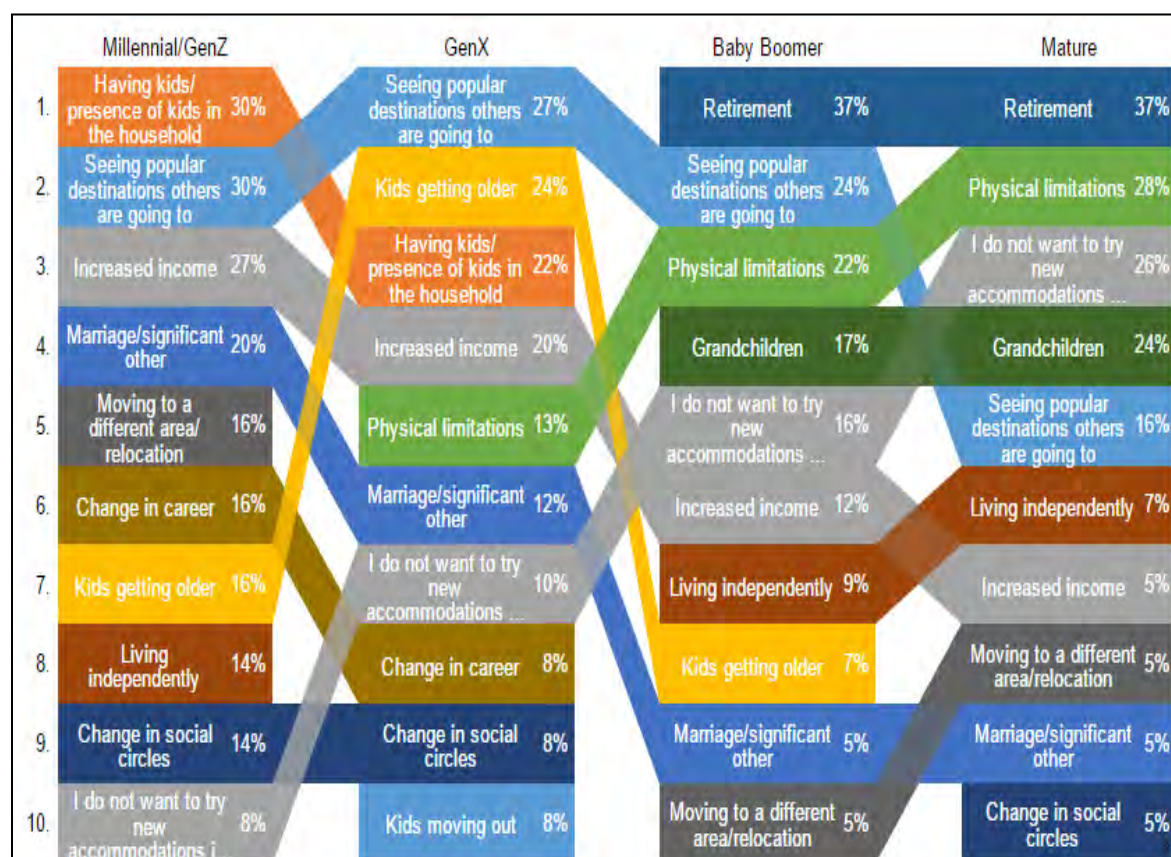 Millennial/GenZ GenX Baby Boomer Mature
1.
Having kids/
presence of kids in
the household
30%
Seeing popular
destinations others
are going to
27%
Retirement 37%
Retirement 37%
2.
Seeing popular
destinations others
are going to
30%
Kids getting older 24%
Seeing popular
destinations others
are going to
24%
Physical limitations 28%
3.
Increased income 27%
Having kids/
presence of kids in
the household
22%
Physical limitations 22%
I do not want to try
new
accommodations ...
26%
4.
Marriage/significant
other
20%
Increased income 20%
Grandchildren 17%
Grandchildren 24%
5.
Moving to a
different area/
relocation
16%
Physical limitations 13%
I do not want to try
new
accommodations ...
16%
Seeing popular
destinations others
are going to
16%
6.
Change in career 16%
Marriage/significant
other
12%
Increased income 12%
Living independently 7%
7.
Kids getting older 16%
I do not want to try
new
accommodations ...
10%
Living independently 9%
Increased income 5%
8.
Living
independently
14%
Change in career 8%
Kids getting older 7%
Moving to a different
area/relocation
5%
9.
Change in social
circles
14%
Change in social
circles
8%
Marriage/significant
other
5%
Marriage/significant
other
5%
10.
I do not want to try
new
accommodations i...
8%
Kids moving out 8%
Moving to a different
area/relocation
5%
Change in social
circles
5%